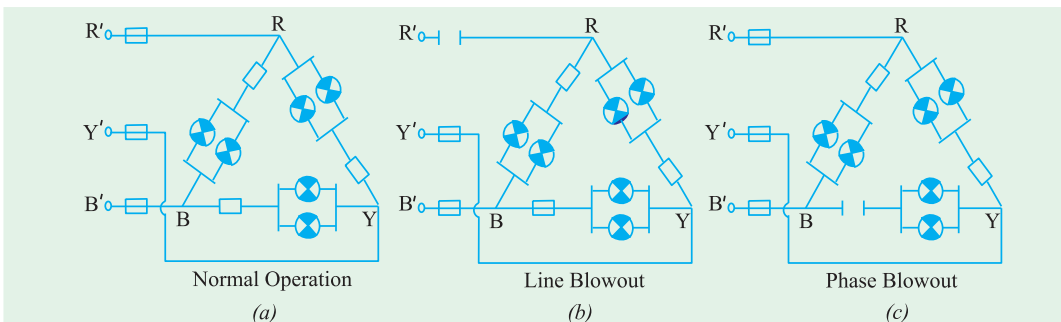 R R R
R′ R′ R′
Y′ Y′ Y′
B′ B′ B′
B Y B Y B Y
Normal Operation Line Blowout Phase Blowout
(a) (b) (c)